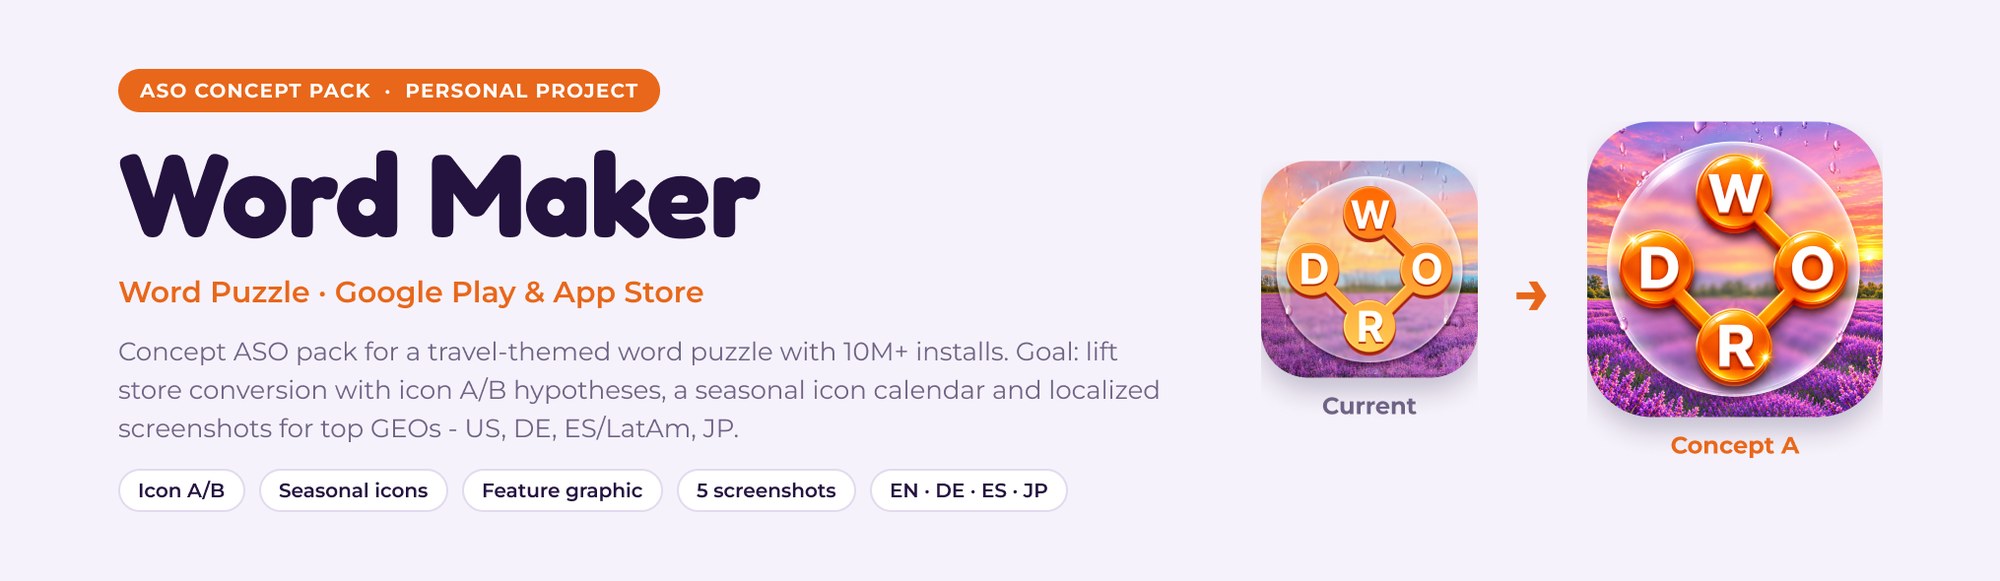 ASO CONCEPT PACK · PERSONAL PROJECT
Word Maker
Word Puzzle · Google Play & App Store
Concept ASO pack for a travel-themed word puzzle with 10M+ installs. Goal: lift
store conversion with icon A/B hypotheses, a seasonal icon calendar and localized
screenshots for top GEOs - US, DE, ES/LatAm, JP.
Icon A/B
Seasonal icons
Feature graphic
5 screenshots
EN · DE · ES · JP
W
D O
R
Current
→
W
D O
R
Concept A